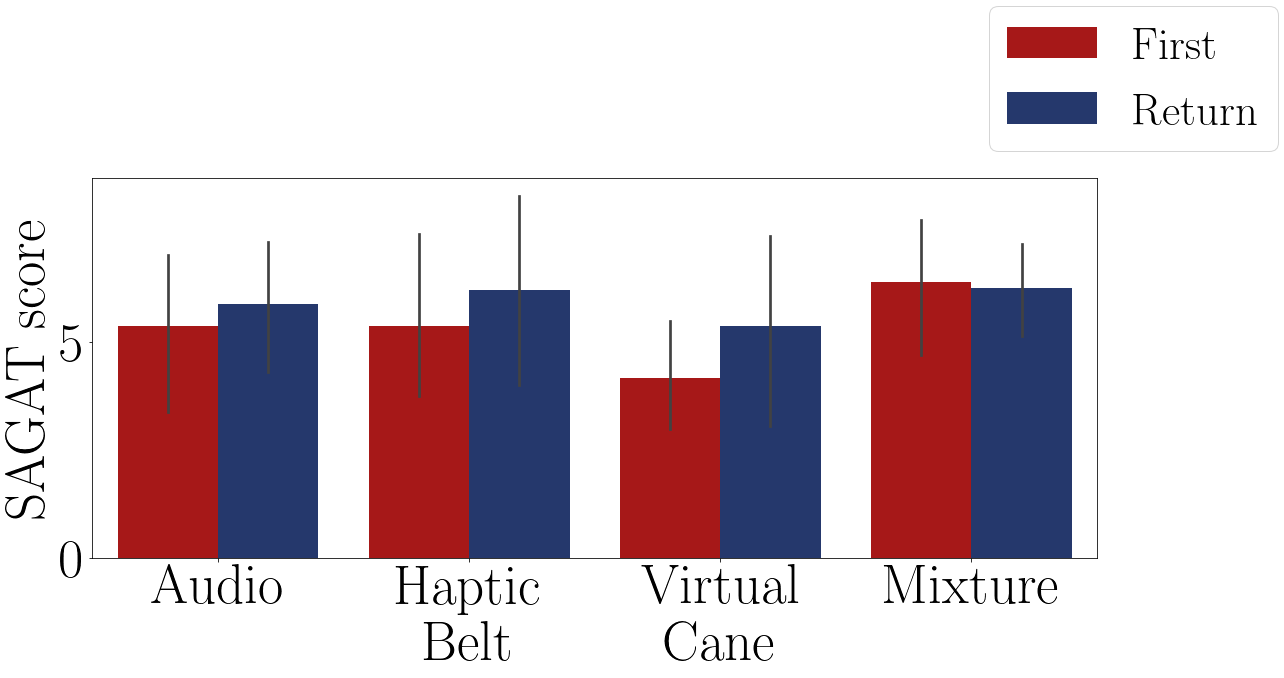 First
Return
SAGAT score
5
0
Audio
Haptic
Belt
Virtual
Cane
Mixture